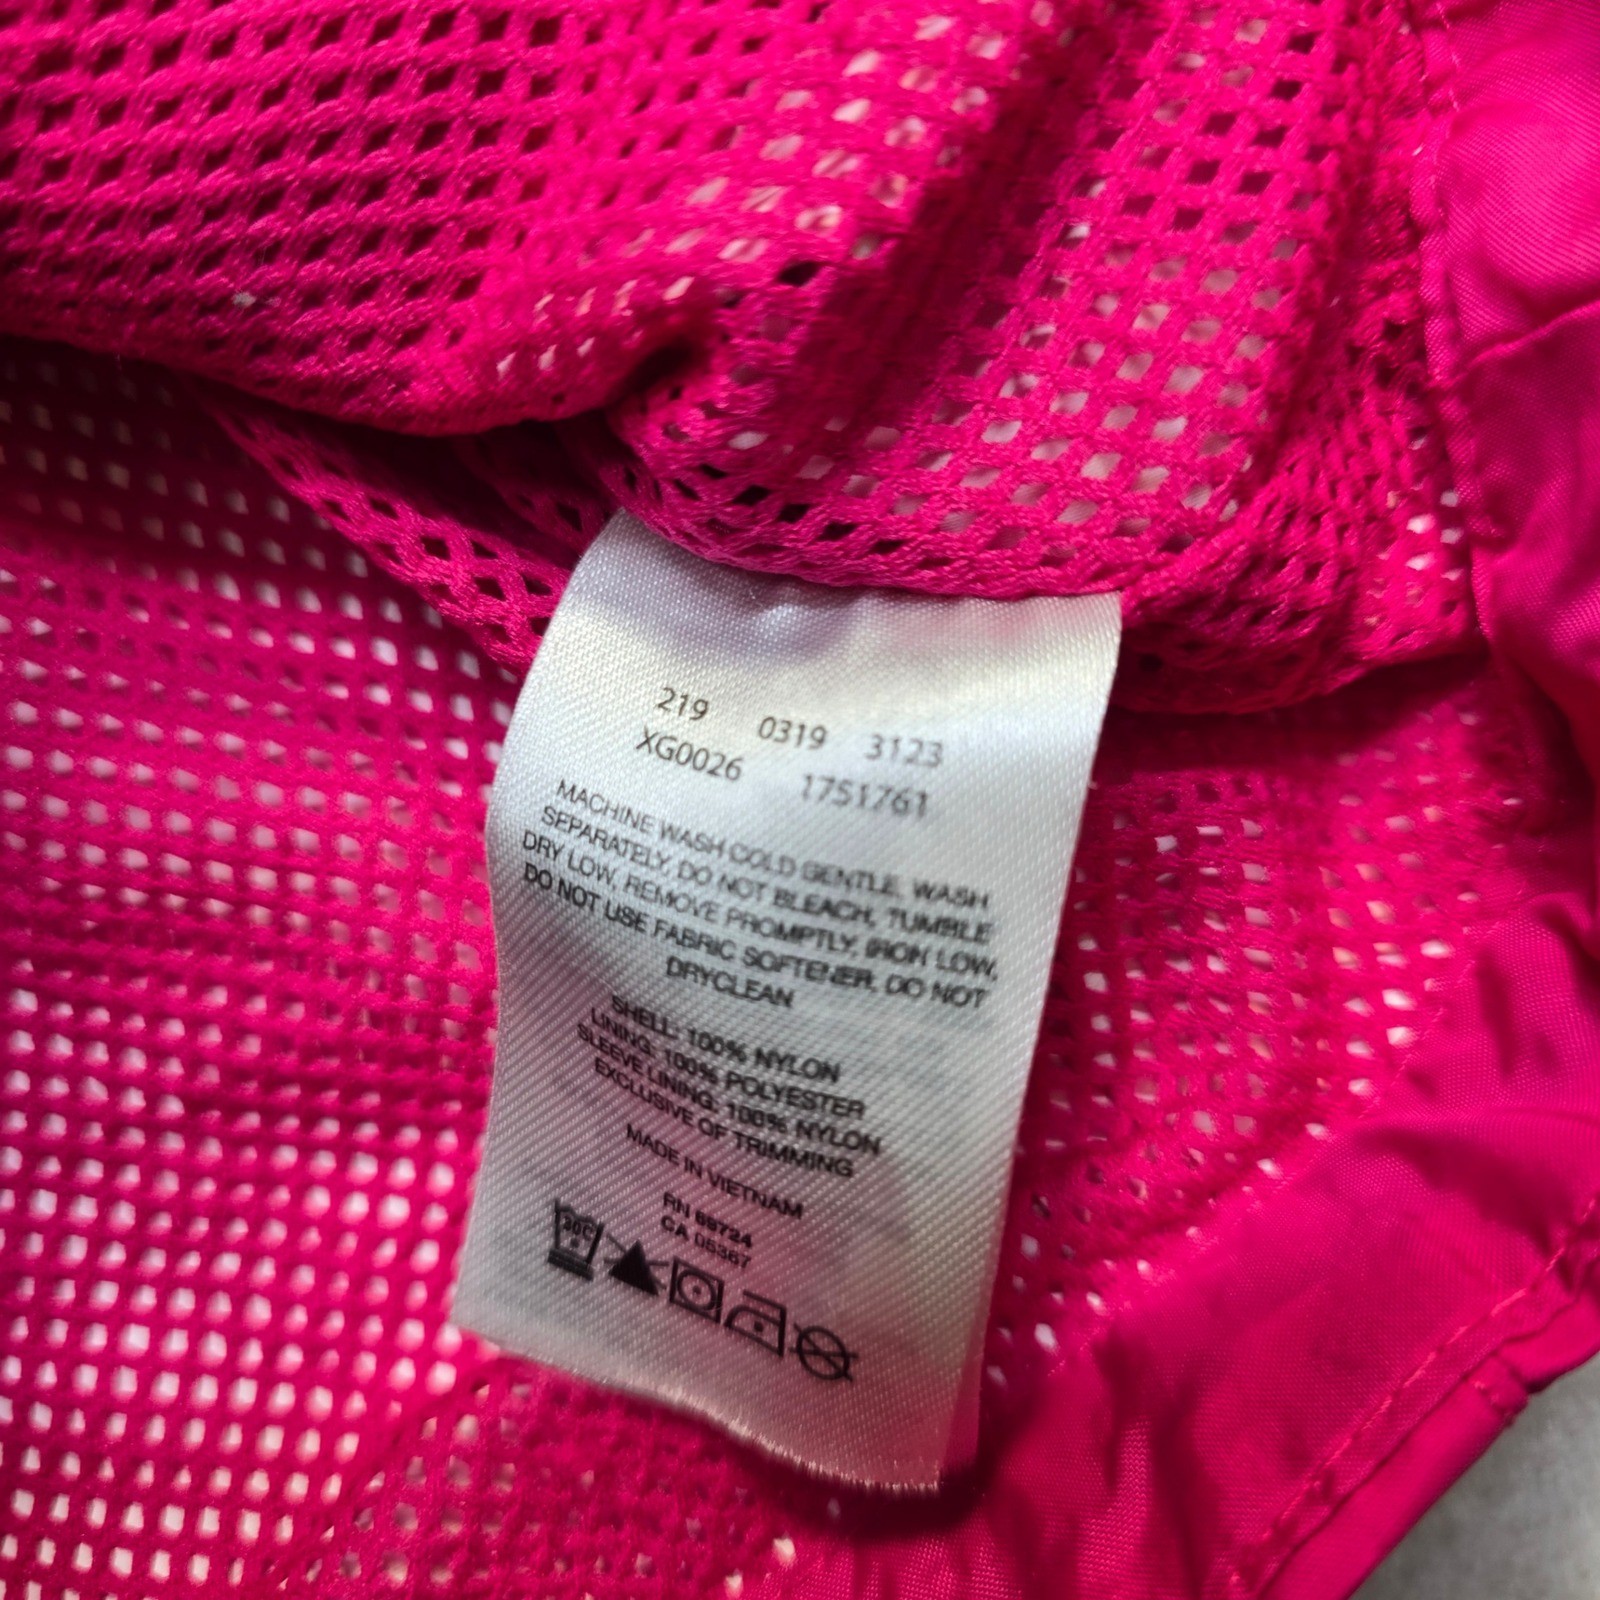 219 0319 3123
XG0026 1751761
MACHINE WASH COLD GENTLE, WASH
SEPARATELY, DO NOT BLEACH, TUMBLE
DRY LOW, REMOVE PROMPTLY, IRON LOW,
DO NOT USE FABRIC SOFTENER, DO NOT
DRYCLEAN
SHELL: 100% NYLON
LINING: 100% POLYESTER
SLEEVE LINING: 100% NYLON
EXCLUSIVE OF TRIMMING
MADE IN VIETNAM
RN 69724
CA 05367
30C